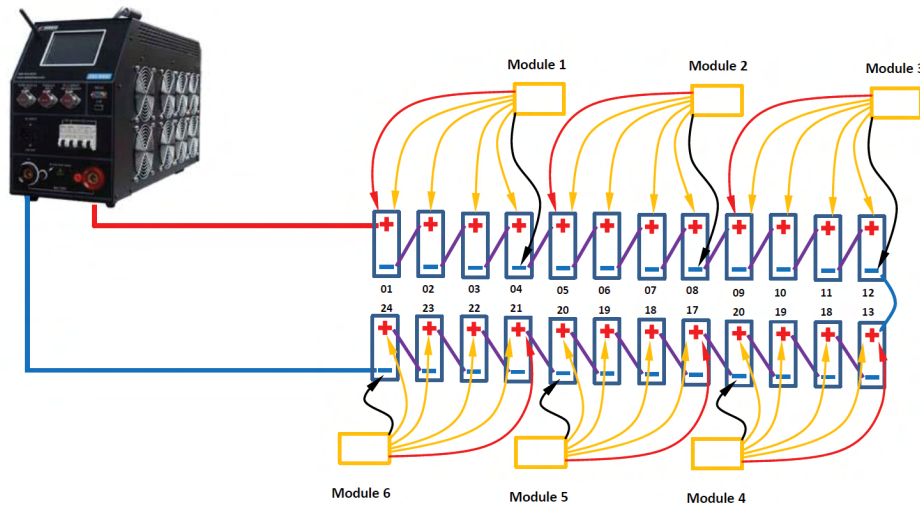 Module 1
Module 2
Module 3
01 02 03 04 05 06 07 08 09 10 11 12
24 23 22 21 20 19 18 17 20 19 18 13
Module 6
Module 5
Module 4